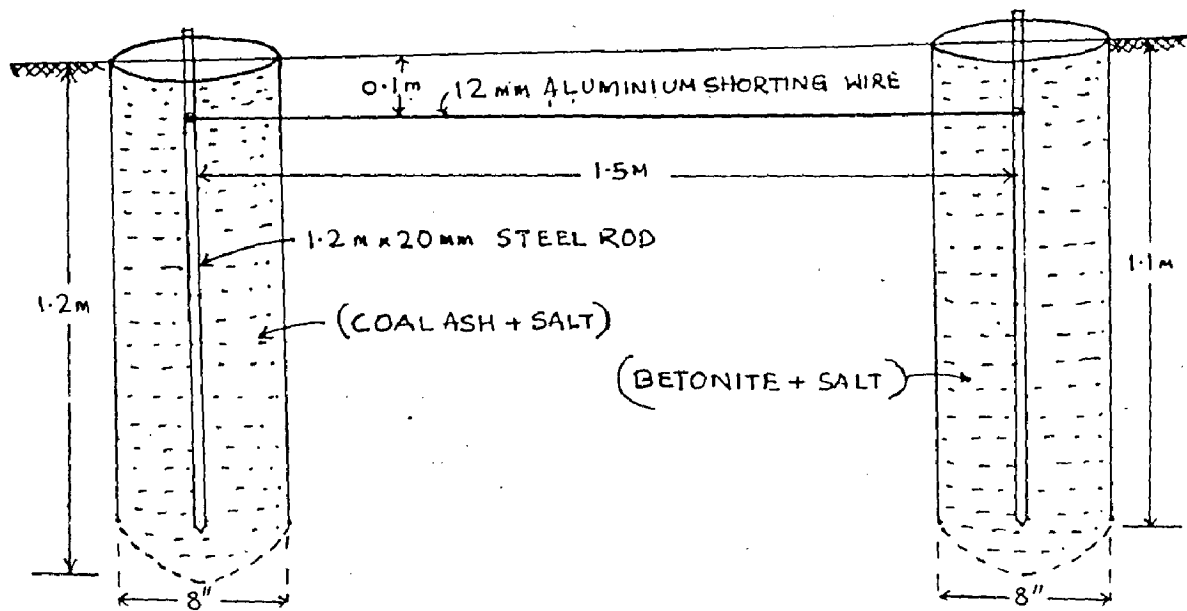 0.1m
12 mm ALUMINIUM SHORTING WIRE
1.5M
1.2 m x 20mm STEEL ROD
1.2M
1.1M
(COAL ASH + SALT)
(BETONITE + SALT)
8"
8"